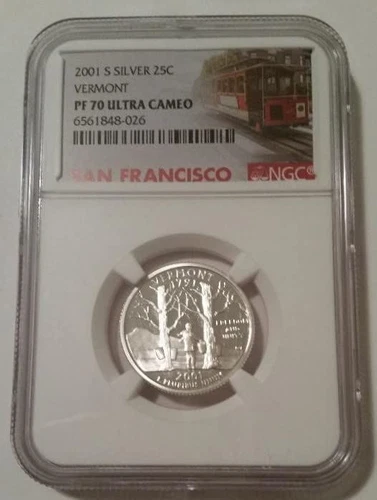 2001 S SILVER 25C
VERMONT
PF 70 ULTRA CAMEO
6561848-026
SAN FRANCISCO
NGC®
VERMONT
1791
FREEDOM
AND
UNITY
2001
E PLURIBUS UNUM